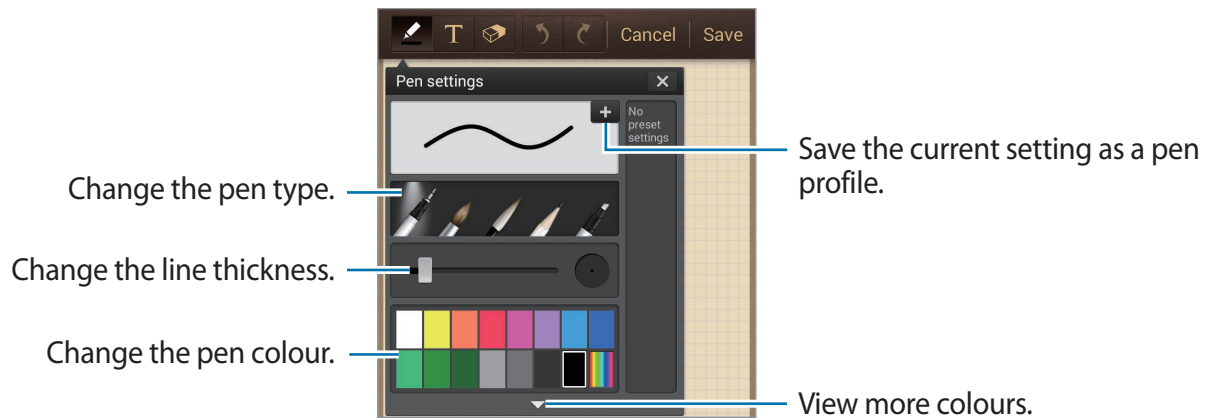 T
Cancel
Save
Pen settings
No
preset
settings
Save the current setting as a pen
profile.
Change the pen type.
Change the line thickness.
Change the pen colour.
View more colours.